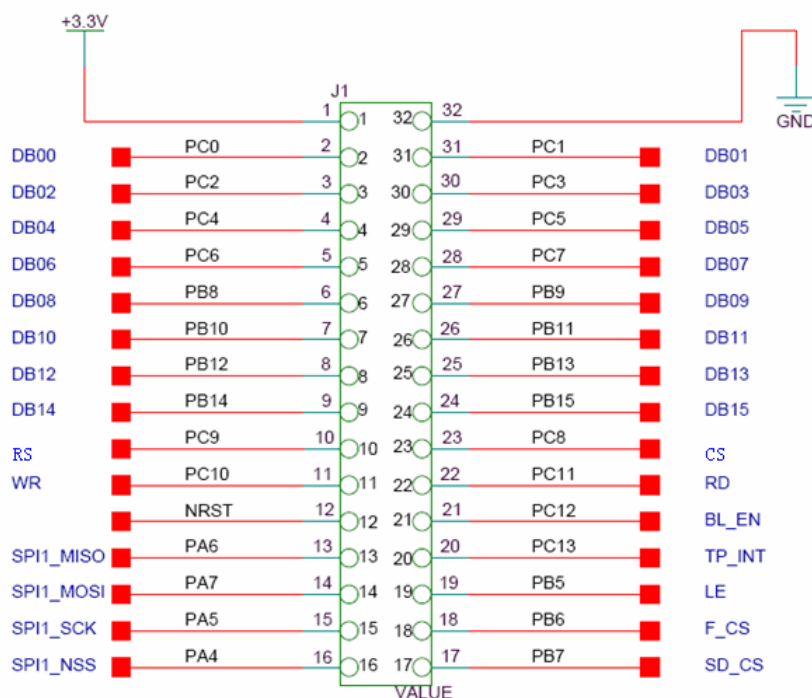 +3.3V
J1
1 1 32 32
GND
DB00 PC0 2 2 31 31 PC1 DB01
DB02 PC2 3 3 30 30 PC3 DB03
DB04 PC4 4 4 29 29 PC5 DB05
DB06 PC6 5 5 28 28 PC7 DB07
DB08 PB8 6 6 27 27 PB9 DB09
DB10 PB10 7 7 26 26 PB11 DB11
DB12 PB12 8 8 25 25 PB13 DB13
DB14 PB14 9 9 24 24 PB15 DB15
RS PC9 10 10 23 23 PC8 CS
WR PC10 11 11 22 22 PC11 RD
NRST 12 12 21 21 PC12 BL_EN
SPI1_MISO PA6 13 13 20 20 PC13 TP_INT
SPI1_MOSI PA7 14 14 19 19 PB5 LE
SPI1_SCK PA5 15 15 18 18 PB6 F_CS
SPI1_NSS PA4 16 16 17 17 PB7 SD_CS
VALUE